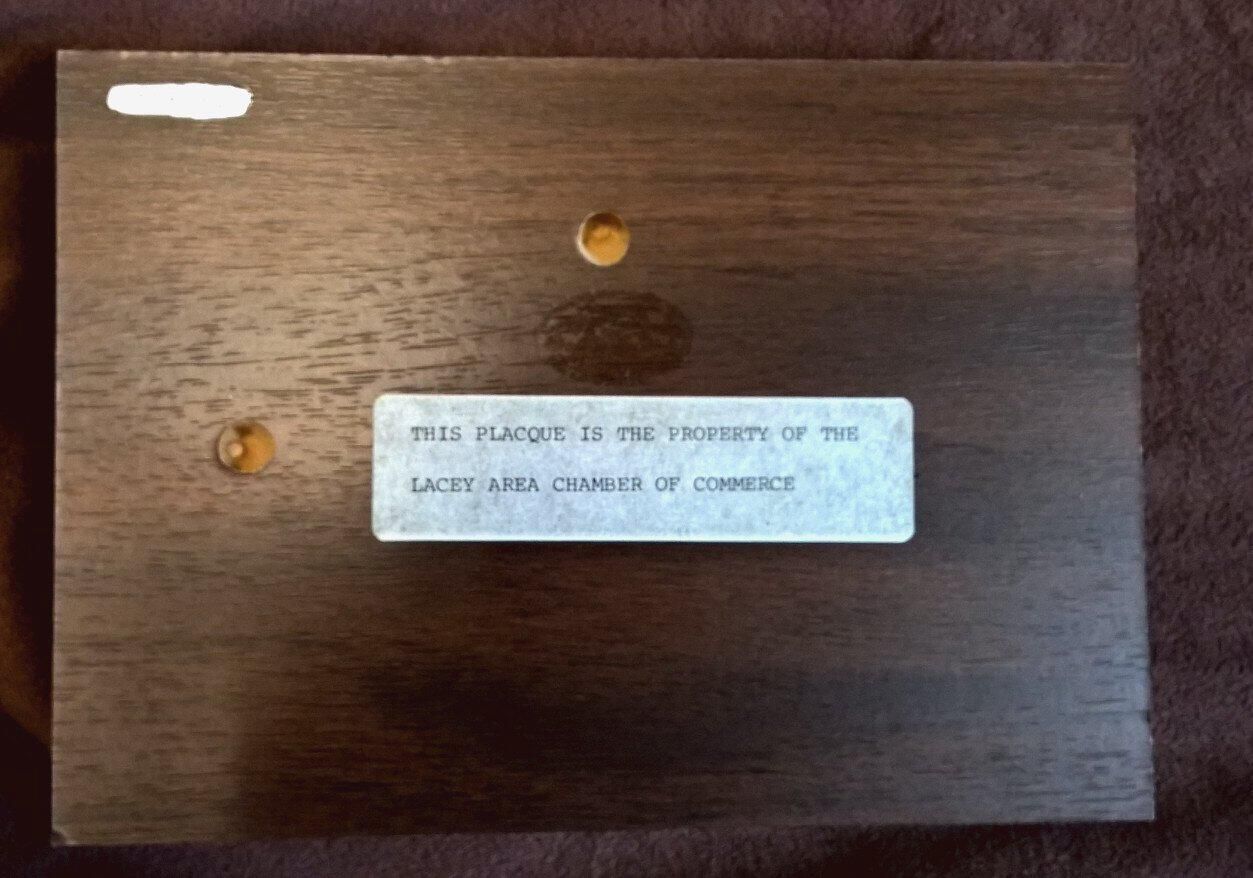 THIS PLACQUE IS THE PROPERTY OF THE
LACEY AREA CHAMBER OF COMMERCE